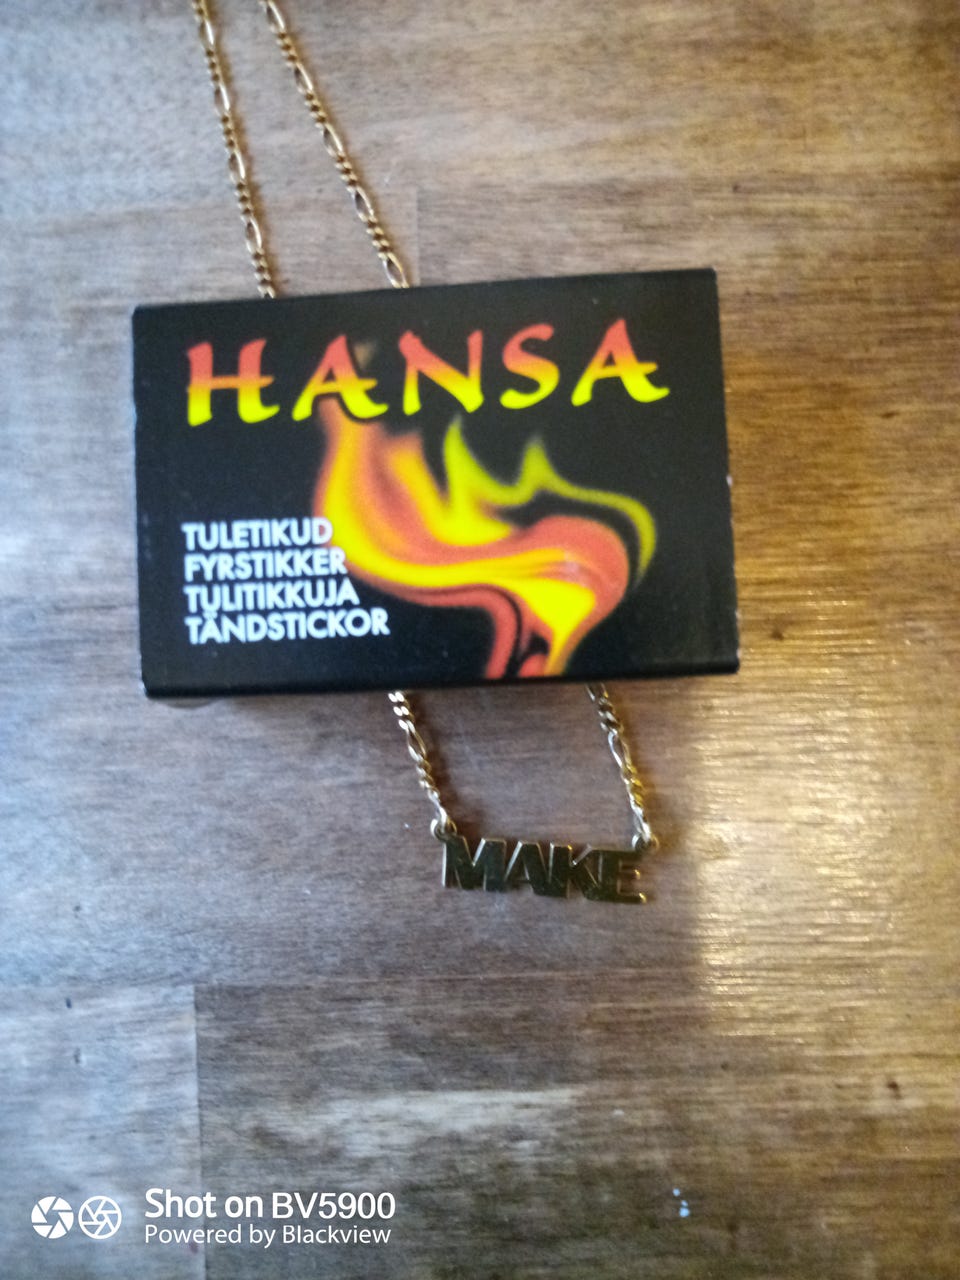 HANSA
TULETIKUD
FYRSTIKKER
TULITIKKUJA
TÄNDSTICKOR
MAKE
Shot on BV5900
Powered by Blackview